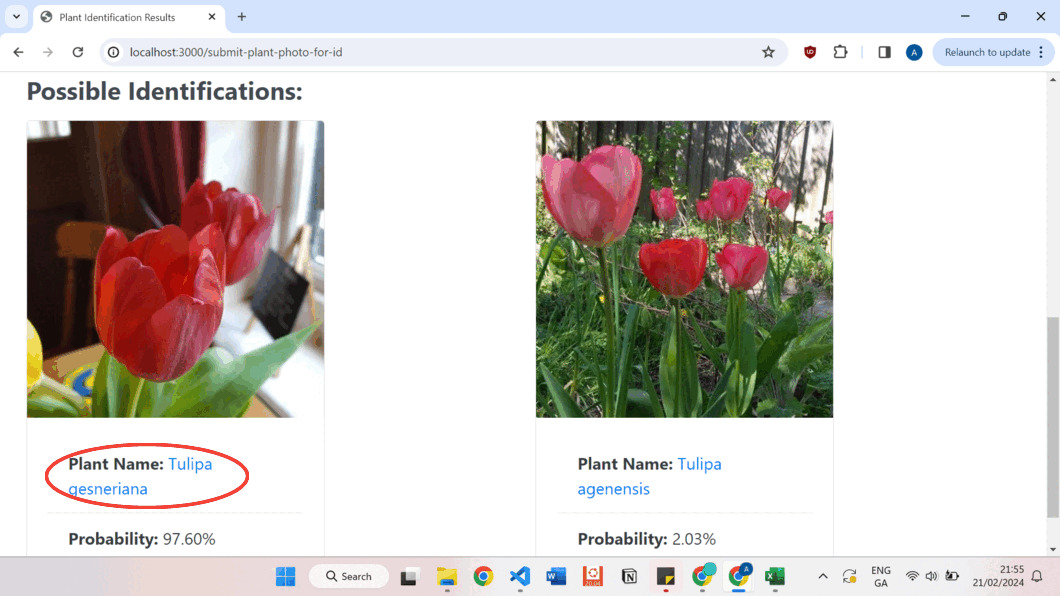 Plant Identification Results
localhost:3000/submit-plant-photo-for-id
A
Relaunch to update
Possible Identifications:
Plant Name: Tulipa
gesneriana
Probability: 97.60%
Plant Name: Tulipa
agenensis
Probability: 2.03%
Search
ENG
GA
21:55
21/02/2024